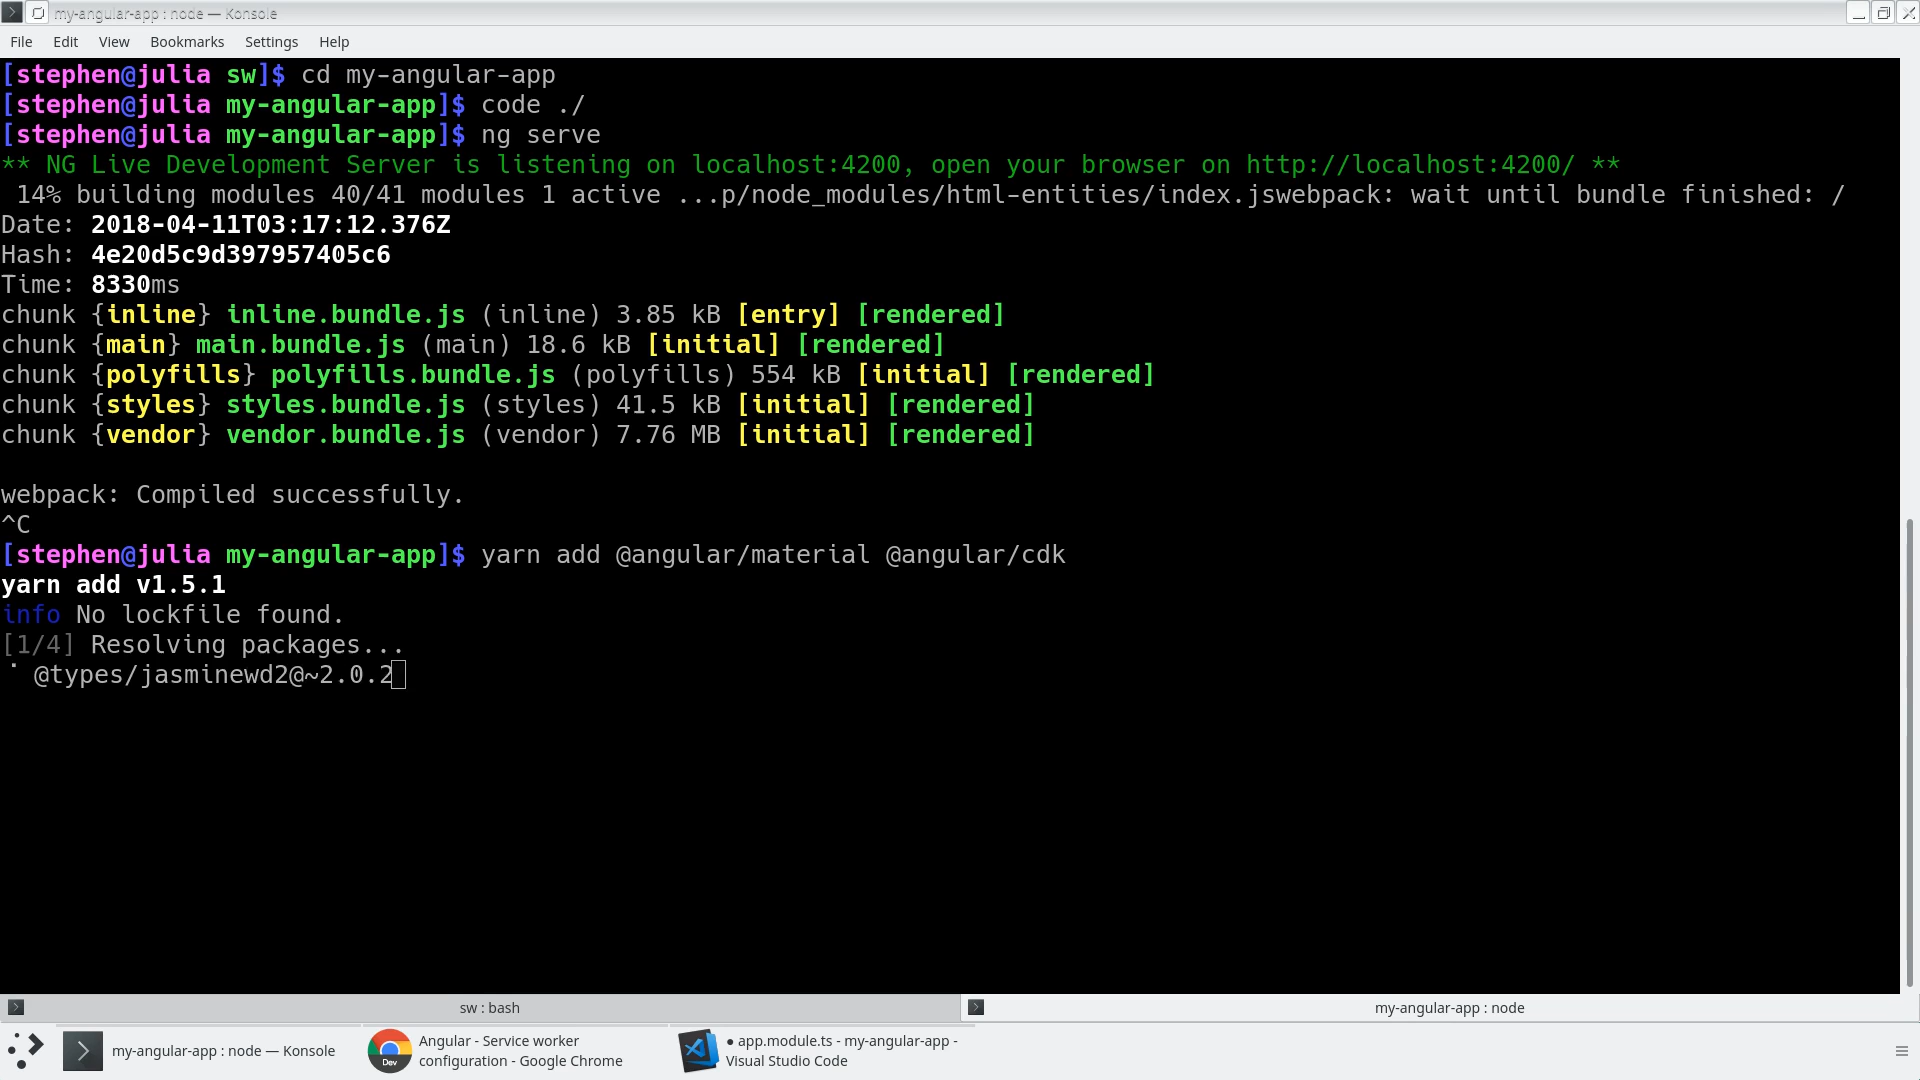 my-angular-app : node — Konsole
File Edit View Bookmarks Settings Help
[stephen@julia sw]$ cd my-angular-app
[stephen@julia my-angular-app]$ code ./
[stephen@julia my-angular-app]$ ng serve
** NG Live Development Server is listening on localhost:4200, open your browser on http://localhost:4200/ **
14% building modules 40/41 modules 1 active ...p/node_modules/html-entities/index.jswebpack: wait until bundle finished: /
Date: 2018-04-11T03:17:12.376Z
Hash: 4e20d5c9d397957405c6
Time: 8330ms
chunk {inline} inline.bundle.js (inline) 3.85 kB [entry] [rendered]
chunk {main} main.bundle.js (main) 18.6 kB [initial] [rendered]
chunk {polyfills} polyfills.bundle.js (polyfills) 554 kB [initial] [rendered]
chunk {styles} styles.bundle.js (styles) 41.5 kB [initial] [rendered]
chunk {vendor} vendor.bundle.js (vendor) 7.76 MB [initial] [rendered]
webpack: Compiled successfully.
^C
[stephen@julia my-angular-app]$ yarn add @angular/material @angular/cdk
yarn add v1.5.1
info No lockfile found.
[1/4] Resolving packages...
⠁ @types/jasminewd2@~2.0.2
sw : bash
my-angular-app : node
my-angular-app : node — Konsole
Dev
Angular - Service worker
configuration - Google Chrome
● app.module.ts - my-angular-app -
Visual Studio Code